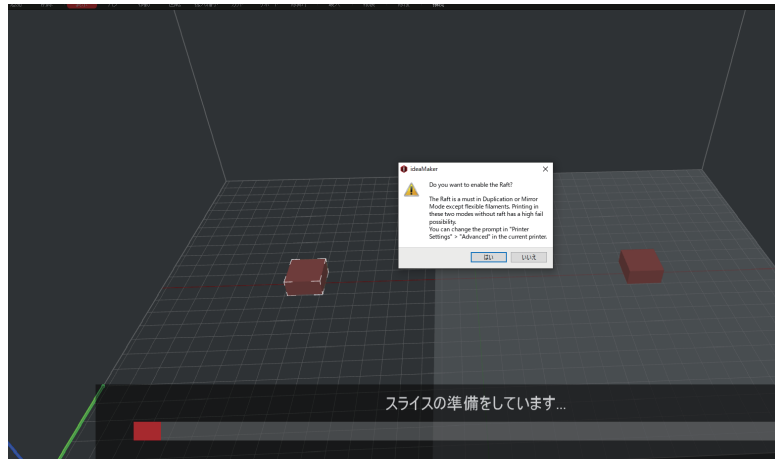 ideaMaker
Do you want to enable the Raft?
The Raft is a must in Duplication or Mirror
Mode except flexible filaments. Printing in
these two modes without raft has a high fail
possibility.
You can change the prompt in "Printer
Settings" > "Advanced" in the current printer.
はい
いいえ
スライスの準備をしています...